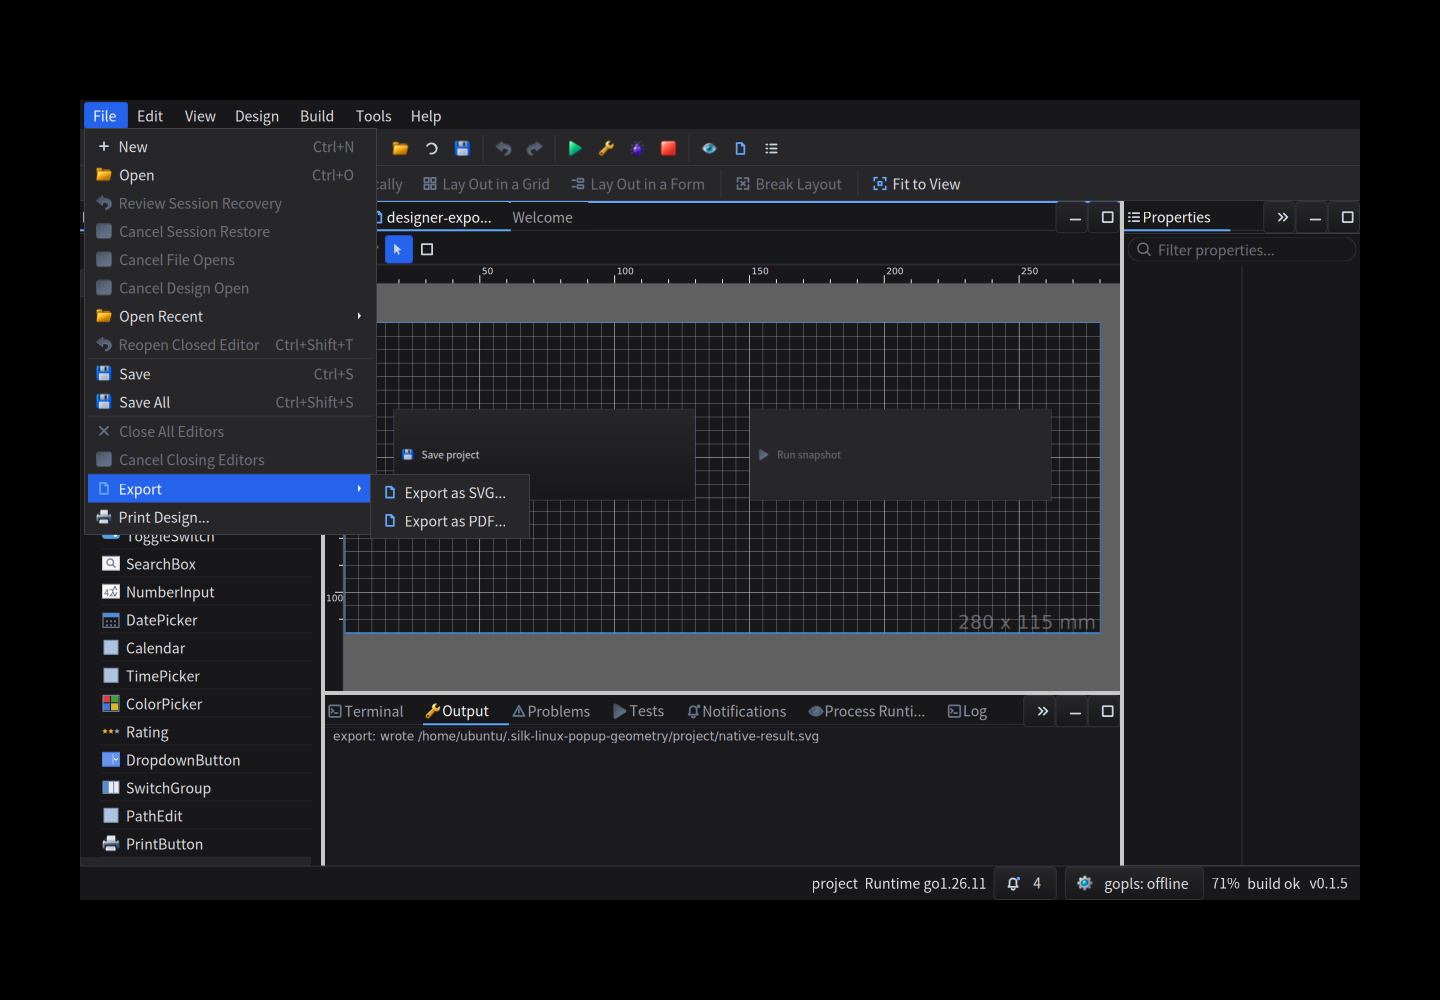 File Edit View Design Build Tools Help
New Ctrl+N
Open Ctrl+O
Review Session Recovery
Cancel Session Restore
Cancel File Opens
Cancel Design Open
Open Recent
Reopen Closed Editor Ctrl+Shift+T
Save Ctrl+S
Save All Ctrl+Shift+S
Close All Editors
Cancel Closing Editors
Export
Print Design...
Export as SVG...
Export as PDF...
cally Lay Out in a Grid Lay Out in a Form Break Layout Fit to View
designer-expo... Welcome
Properties
Filter properties...
50 100 150 200 250
Save project
Run snapshot
100
280 x 115 mm
ToggleSwitch
SearchBox
NumberInput
DatePicker
Calendar
TimePicker
ColorPicker
Rating
DropdownButton
SwitchGroup
PathEdit
PrintButton
Terminal Output Problems Tests Notifications Process Runti... Log
export: wrote /home/ubuntu/.silk-linux-popup-geometry/project/native-result.svg
project Runtime go1.26.11 4 gopls: offline 71% build ok v0.1.5